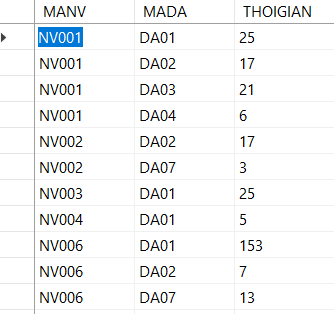 MANV MADA THOIGIAN
NV001 DA01 25
NV001 DA02 17
NV001 DA03 21
NV001 DA04 6
NV002 DA02 17
NV002 DA07 3
NV003 DA01 25
NV004 DA01 5
NV006 DA01 153
NV006 DA02 7
NV006 DA07 13